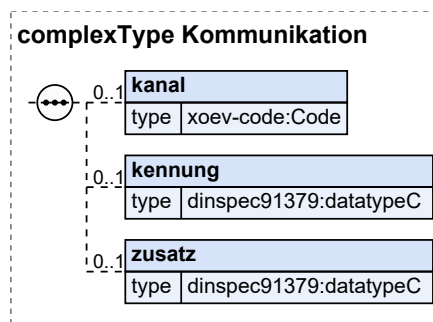 complexType Kommunikation
0..1 kanal
type xoev-code:Code
0..1 kennung
type dinspec91379:datatypeC
0..1 zusatz
type dinspec91379:datatypeC